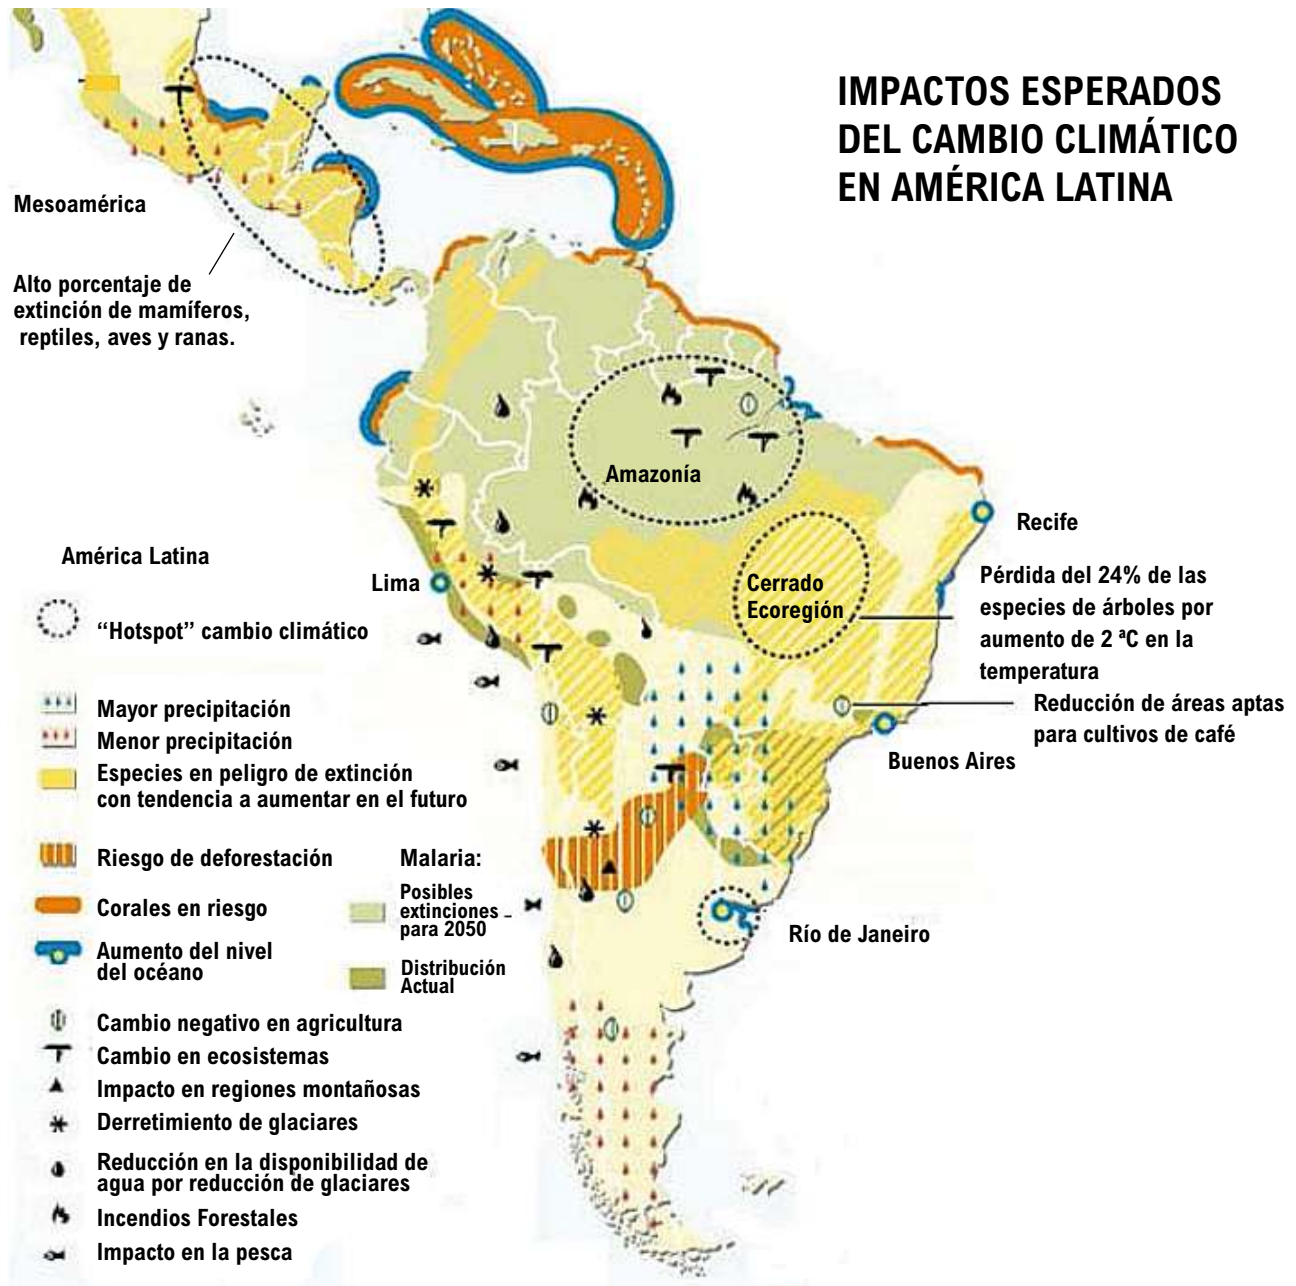 IMPACTOS ESPERADOS
DEL CAMBIO CLIMÁTICO
EN AMÉRICA LATINA
Mesoamérica
Alto porcentaje de
extinción de mamíferos,
reptiles, aves y ranas.
Amazonía
Recife
Cerrado
Ecoregión
Pérdida del 24% de las
especies de árboles por
aumento de 2 ªC en la
temperatura
Lima
Reducción de áreas aptas
para cultivos de café
Buenos Aires
Río de Janeiro
América Latina
“Hotspot” cambio climático
Mayor precipitación
Menor precipitación
Especies en peligro de extinción
con tendencia a aumentar en el futuro
Riesgo de deforestación
Corales en riesgo
Aumento del nivel
del océano
Malaria:
Posibles
extinciones
para 2050
Distribución
Actual
Cambio negativo en agricultura
Cambio en ecosistemas
Impacto en regiones montañosas
Derretimiento de glaciares
Reducción en la disponibilidad de
agua por reducción de glaciares
Incendios Forestales
Impacto en la pesca